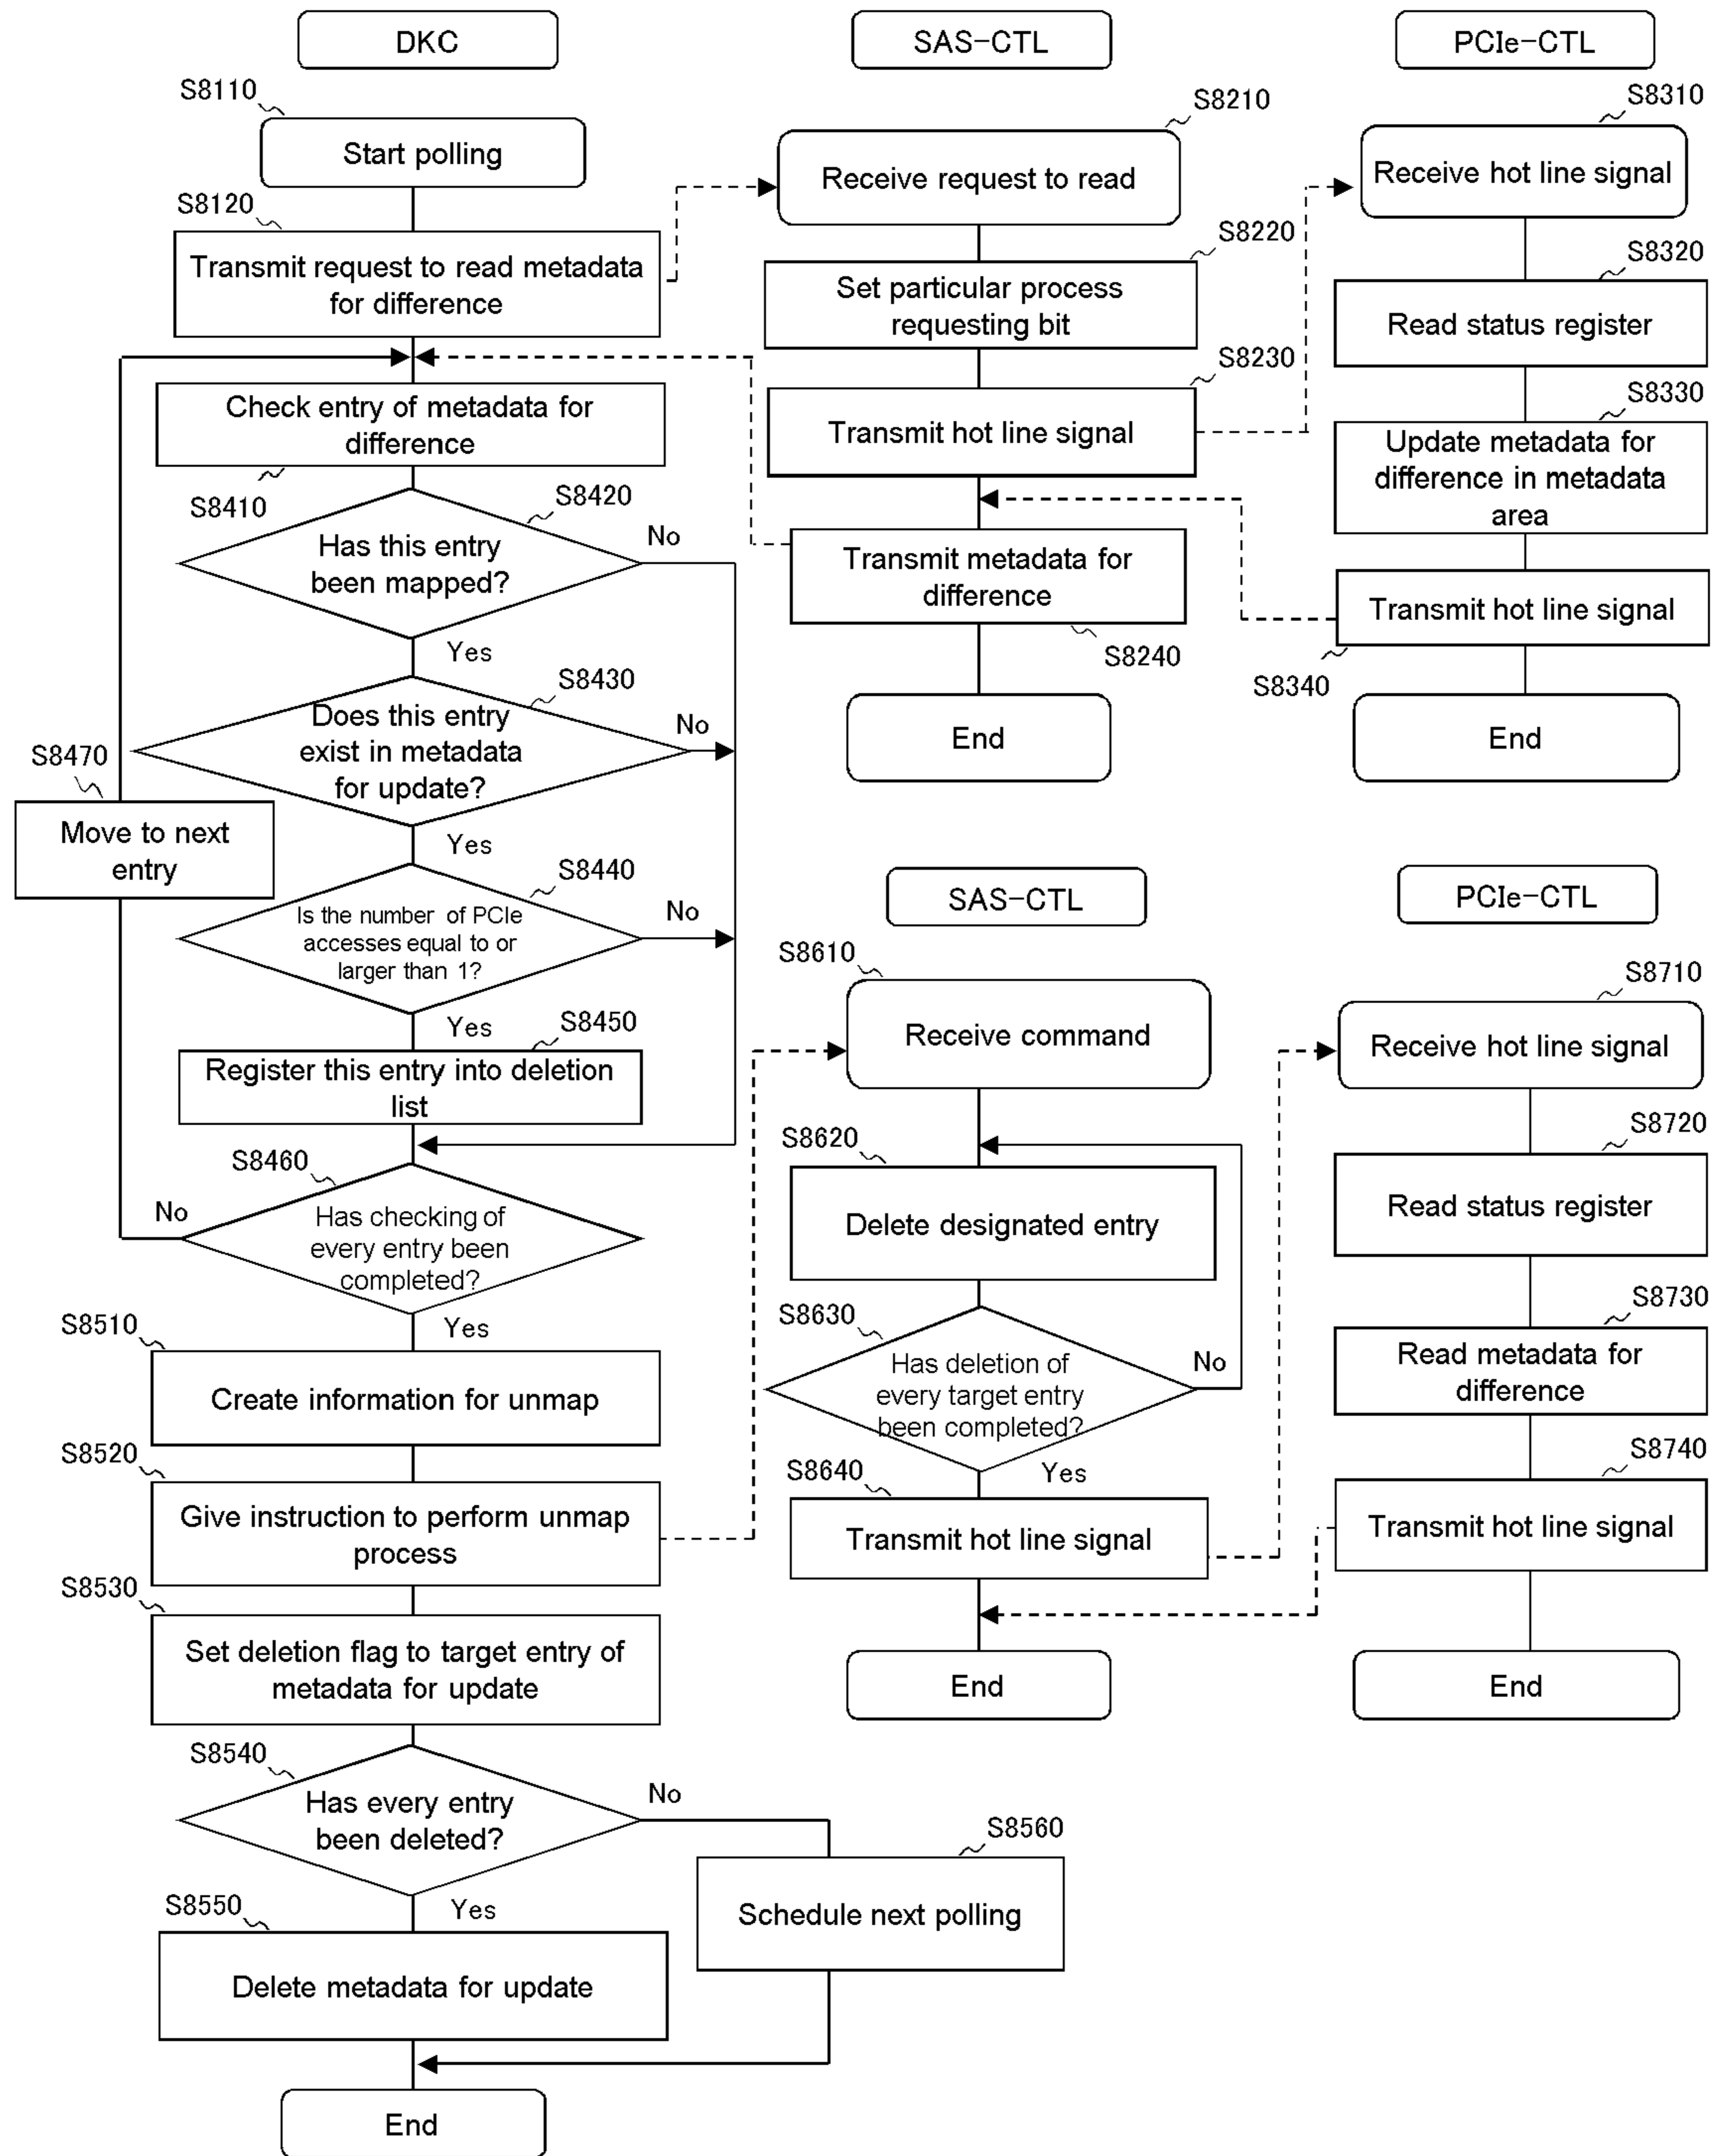 DKC
S8110
Start polling
S8120
Transmit request to read metadata
for difference
Check entry of metadata for
difference
S8410
S8420
Has this entry
been mapped?
No
Yes
S8430
Does this entry
exist in metadata
for update?
No
Yes
S8470
Move to next
entry
S8440
Is the number of PCIe
accesses equal to or
larger than 1?
No
Yes
S8450
Register this entry into deletion
list
S8460
Has checking of
every entry been
completed?
No
Yes
S8510
Create information for unmap
S8520
Give instruction to perform unmap
process
S8530
Set deletion flag to target entry of
metadata for update
S8540
Has every entry
been deleted?
No
Yes
S8550
Delete metadata for update
S8560
Schedule next polling
End
SAS-CTL
S8210
Receive request to read
S8220
Set particular process
requesting bit
S8230
Transmit hot line signal
Transmit metadata for
difference
S8240
End
PCIe-CTL
S8310
Receive hot line signal
S8320
Read status register
S8330
Update metadata for
difference in metadata
area
Transmit hot line signal
S8340
End
SAS-CTL
S8610
Receive command
S8620
Delete designated entry
S8630
Has deletion of
every target entry
been completed?
No
Yes
S8640
Transmit hot line signal
End
PCIe-CTL
S8710
Receive hot line signal
S8720
Read status register
S8730
Read metadata for
difference
S8740
Transmit hot line signal
End